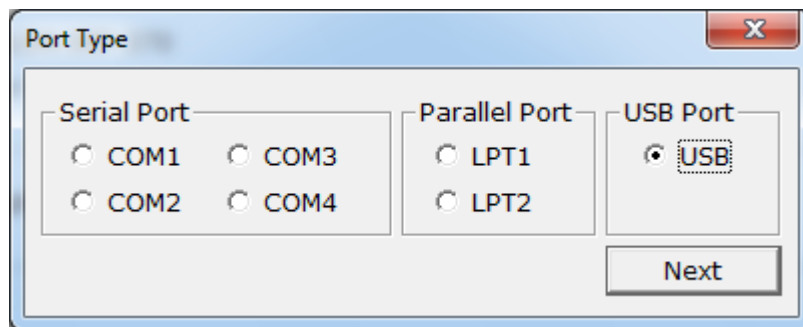 Port Type
Serial Port
COM1 COM3
COM2 COM4
Parallel Port
LPT1
LPT2
USB Port
USB
Next